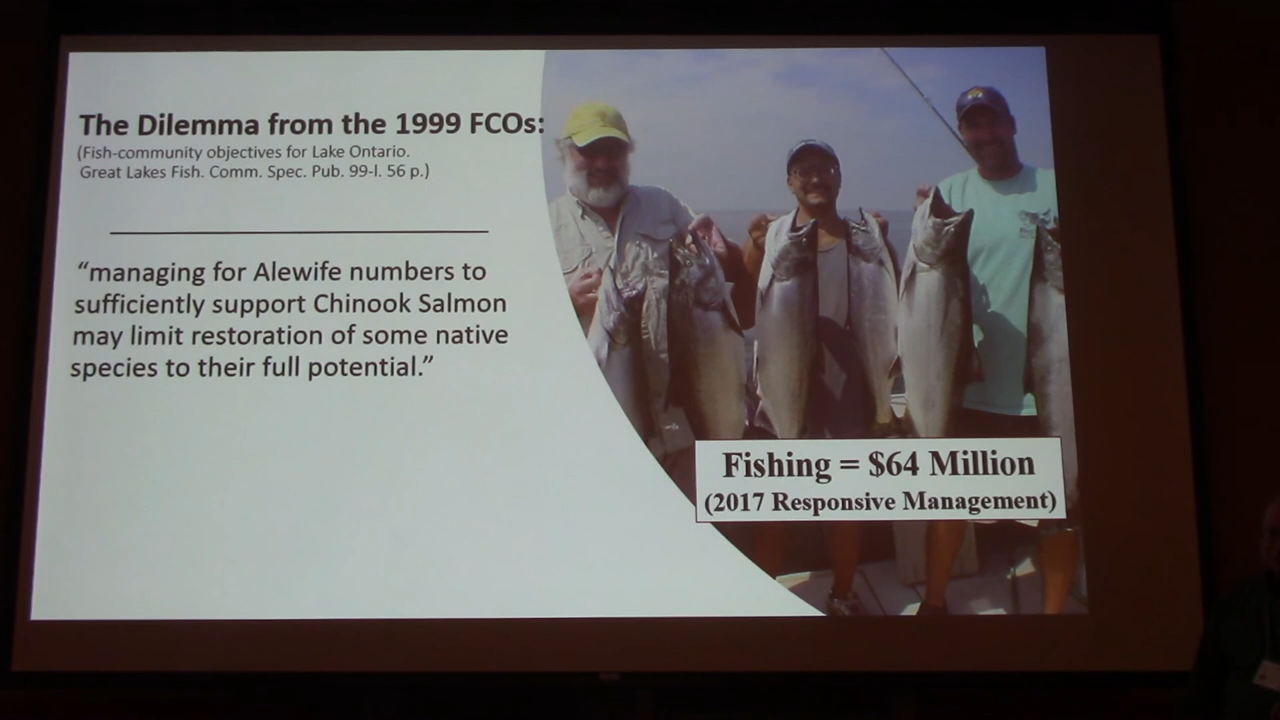 The Dilemma from the 1999 FCOs:
(Fish-community objectives for Lake Ontario.
Great Lakes Fish. Comm. Spec. Pub. 99-I. 56 p.)
“managing for Alewife numbers to
sufficiently support Chinook Salmon
may limit restoration of some native
species to their full potential.”
Fishing = $64 Million
(2017 Responsive Management)